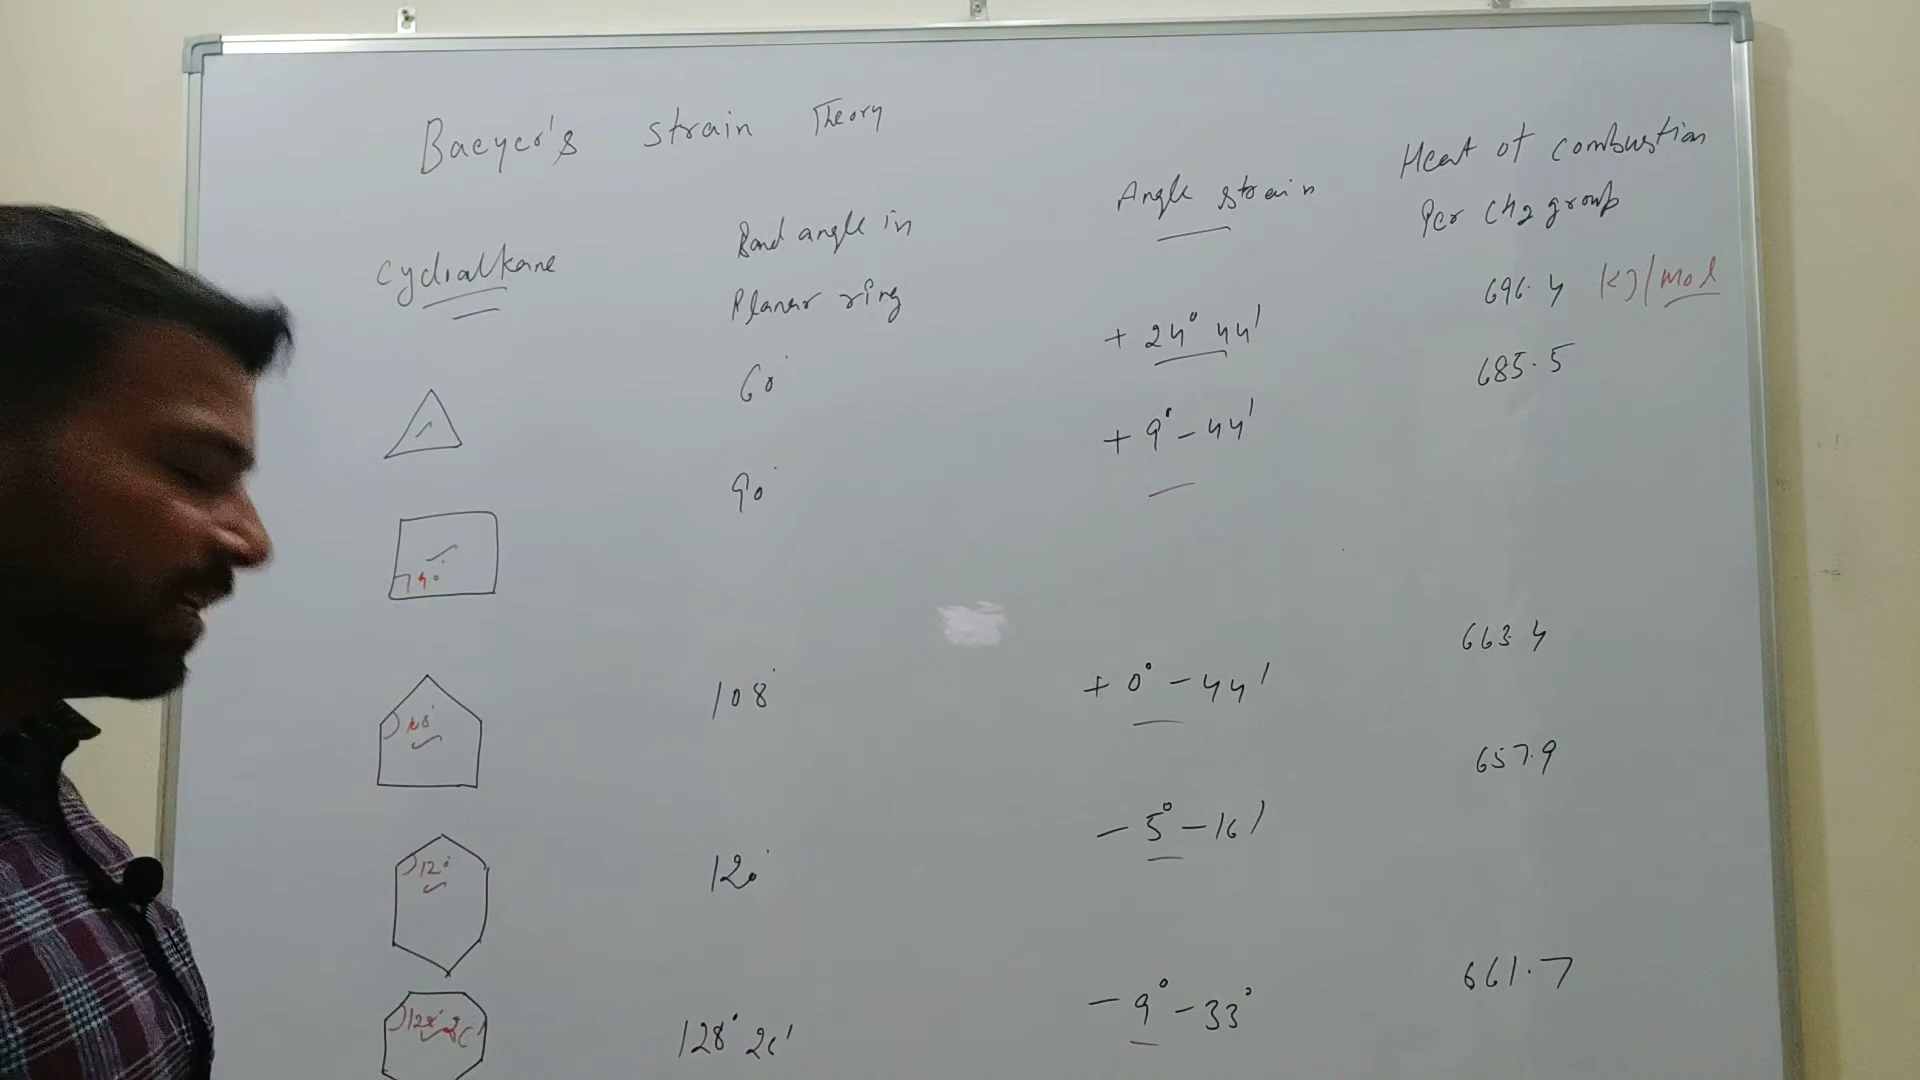 Baeyer's strain Theory
Heat of combustion
Per CH2 group
Angle strain
Bond angle in
Planar ring
Cycloalkane
696.4 KJ/mol
+ 24° 44'
685.5
60°
+ 9° - 44'
90°
90°
663.4
+ 0° - 44'
108°
108°
657.9
- 5° - 16'
120°
120°
661.7
- 9° - 33°
128° 26'
128° 26'